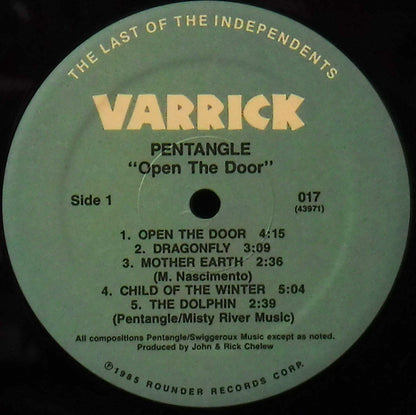 THE LAST OF THE INDEPENDENTS
VARRICK
PENTANGLE
"Open The Door"
Side 1
017
(43971)
1. OPEN THE DOOR 4:15
2. DRAGONFLY 3:09
3. MOTHER EARTH 2:36
(M. Nascimento)
4. CHILD OF THE WINTER 5:04
5. THE DOLPHIN 2:39
(Pentangle/Misty River Music)
All compositions Pentangle/Swiggeroux Music except as noted.
Produced by John & Rick Chelew
℗1985 ROUNDER RECORDS CORP.